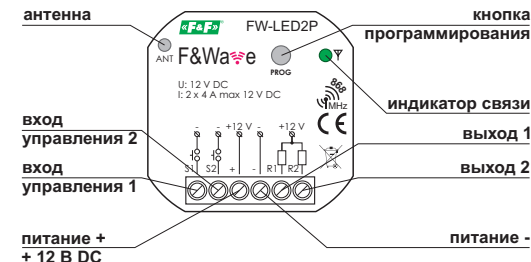 антенна
кнопка
программирования
«F&F»
FW-LED2P
ANT
F&Wave
PROG
U: 12 V DC
I: 2 x 4 A max 12 V DC
868
MHz
индикатор связи
CE
вход
управления 2
- - +12 V - +12 V
выход 1
вход
управления 1
S1 S2 + - R1 R2
выход 2
питание +
+ 12 В DC
питание -